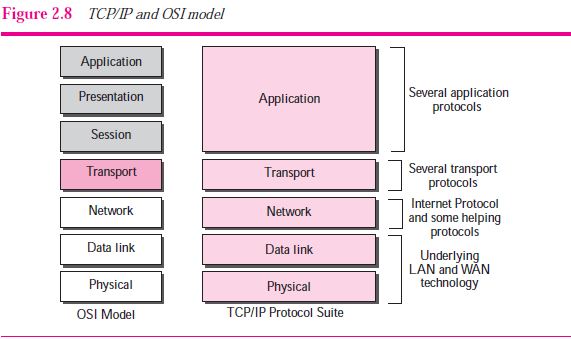 Figure 2.8 TCP/IP and OSI model
Application
Presentation
Session
Transport
Network
Data link
Physical
OSI Model
Application
Transport
Network
Data link
Physical
TCP/IP Protocol Suite
Several application
protocols
Several transport
protocols
Internet Protocol
and some helping
protocols
Underlying
LAN and WAN
technology